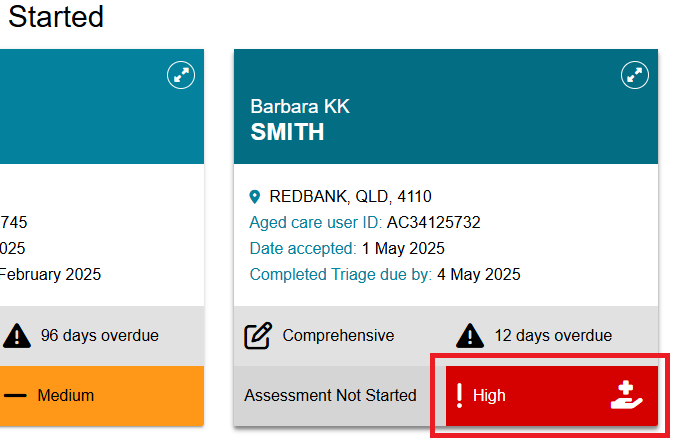 Started
745
025
February 2025
96 days overdue
Medium
Barbara KK
SMITH
REDBANK, QLD, 4110
Aged care user ID: AC34125732
Date accepted: 1 May 2025
Completed Triage due by: 4 May 2025
Comprehensive
12 days overdue
Assessment Not Started
High